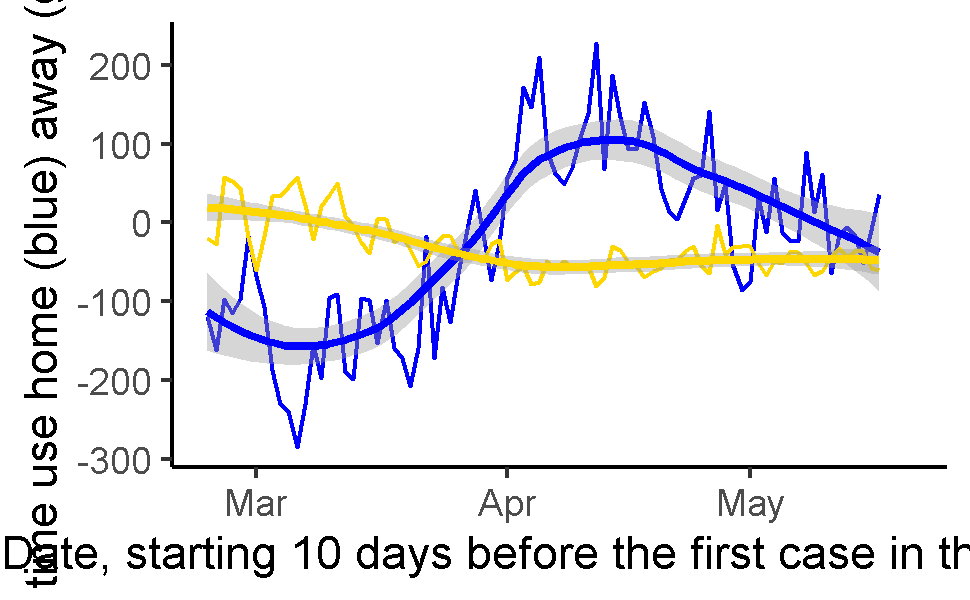 time use home (blue) away (
200
100
0
-100
-200
-300
Mar Apr May
Date, starting 10 days before the first case in